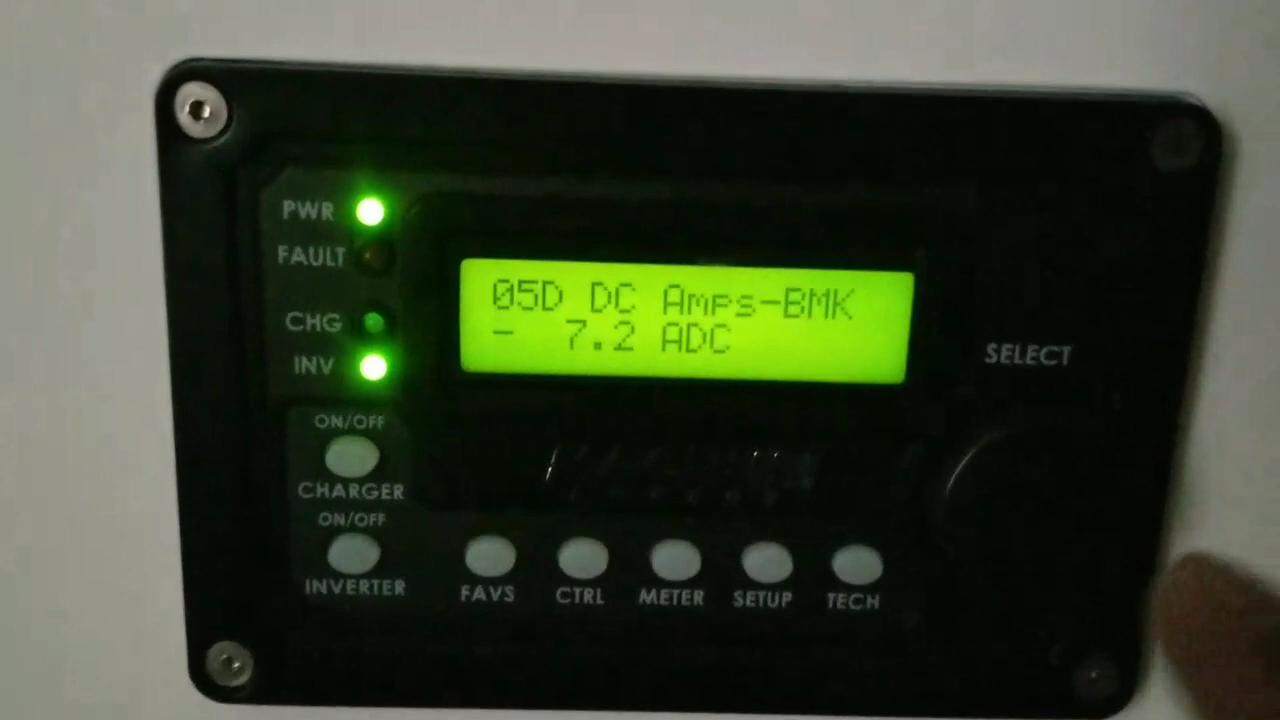 PWR
FAULT
CHG
INV
05D DC Amps-BMK
- 7.2 ADC
SELECT
ON/OFF
CHARGER
ON/OFF
INVERTER
FAVS
CTRL
METER
SETUP
TECH